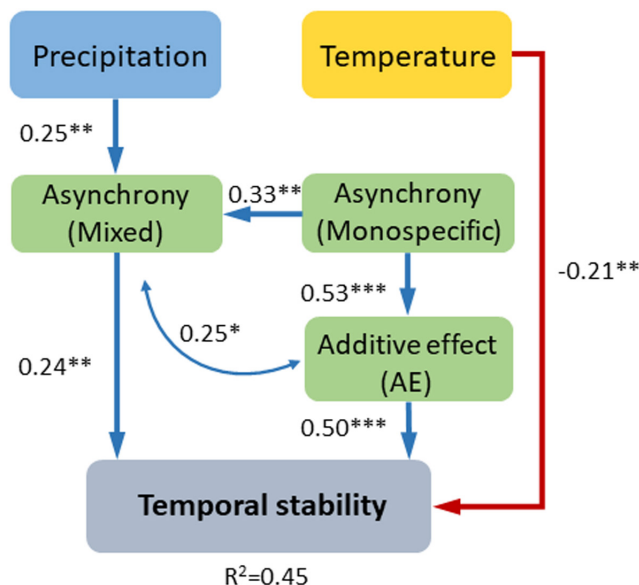 Precipitation
Temperature
0.25**
Asynchrony
(Mixed)
0.33**
Asynchrony
(Monospecific)
-0.21**
0.53***
0.25*
0.24**
Additive effect
(AE)
0.50***
Temporal stability
R²=0.45